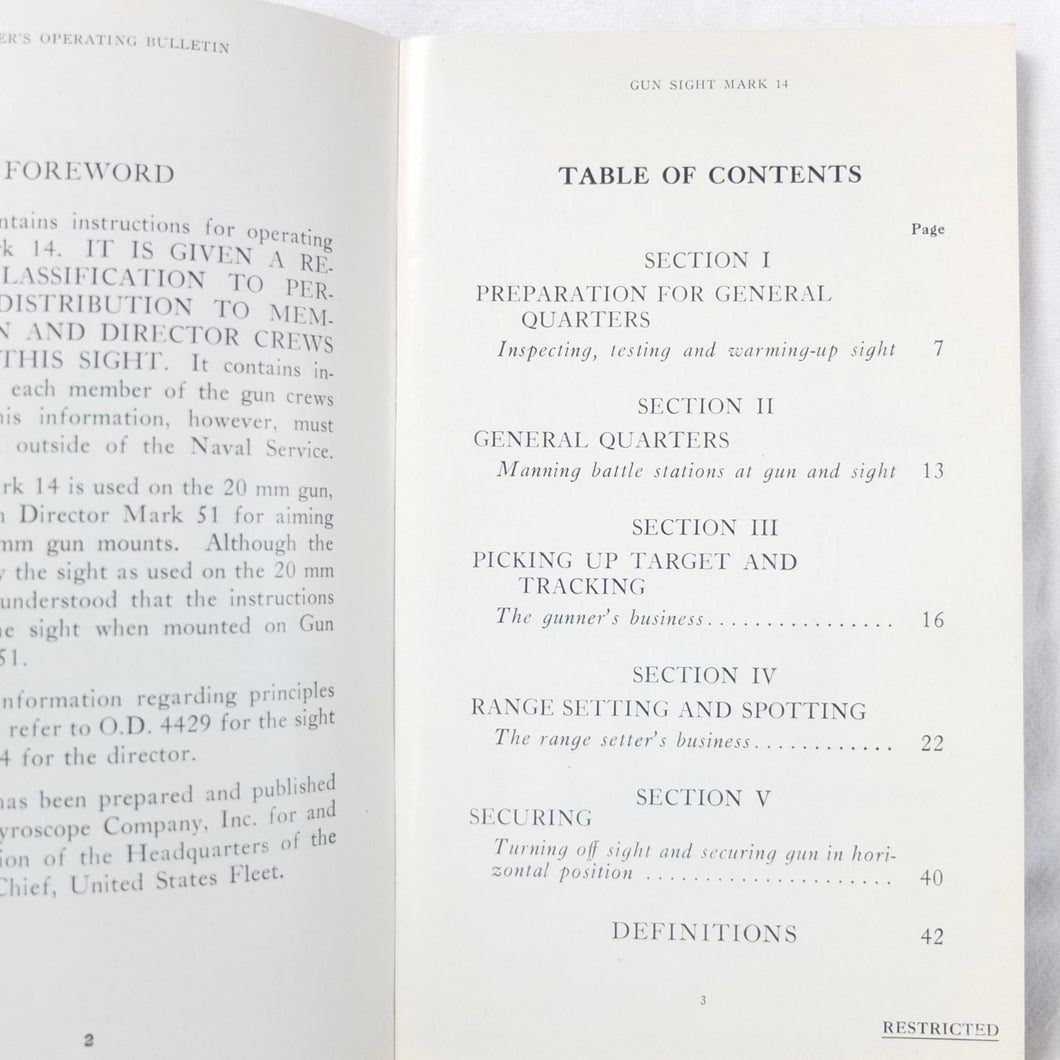 ER'S OPERATING BULLETIN
FOREWORD
ntains instructions for operating
rk 14. IT IS GIVEN A RE-
LASSIFICATION TO PER-
DISTRIBUTION TO MEM-
N AND DIRECTOR CREWS
THIS SIGHT. It contains in-
each member of the gun crews
his information, however, must
outside of the Naval Service.
rk 14 is used on the 20 mm gun,
n Director Mark 51 for aiming
mm gun mounts. Although the
y the sight as used on the 20 mm
understood that the instructions
he sight when mounted on Gun
51.
nformation regarding principles
refer to O.D. 4429 for the sight
4 for the director.
has been prepared and published
yroscope Company, Inc. for and
ion of the Headquarters of the
Chief, United States Fleet.
2
GUN SIGHT MARK 14
TABLE OF CONTENTS
Page
SECTION I
PREPARATION FOR GENERAL
QUARTERS
Inspecting, testing and warming-up sight 7
SECTION II
GENERAL QUARTERS
Manning battle stations at gun and sight 13
SECTION III
PICKING UP TARGET AND
TRACKING
The gunner's business................ 16
SECTION IV
RANGE SETTING AND SPOTTING
The range setter's business............ 22
SECTION V
SECURING
Turning off sight and securing gun in hori-
zontal position ...................... 40
DEFINITIONS 42
3
RESTRICTED